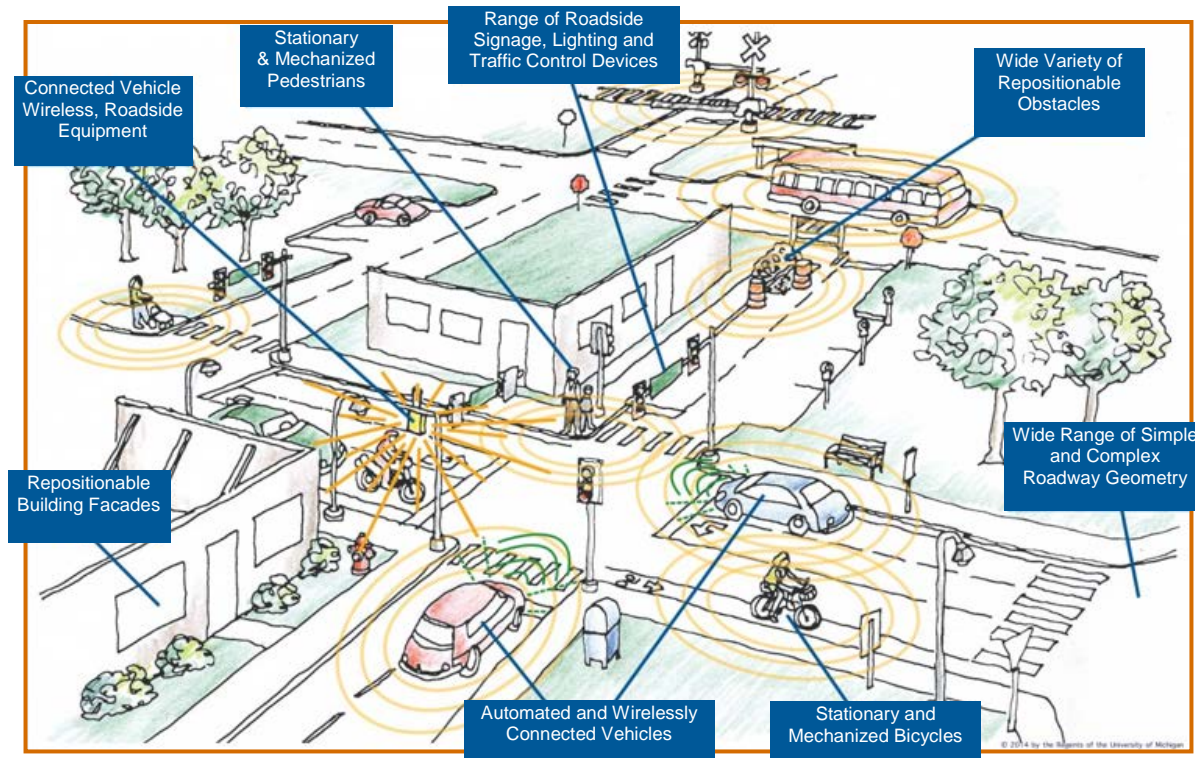 Range of Roadside
Signage, Lighting and
Traffic Control Devices
Stationary
& Mechanized
Pedestrians
Wide Variety of
Repositionable
Obstacles
Connected Vehicle
Wireless, Roadside
Equipment
Wide Range of Simple
and Complex
Roadway Geometry
Repositionable
Building Facades
Automated and Wirelessly
Connected Vehicles
Stationary and
Mechanized Bicycles
© 2014 by the Regents of the University of Michigan